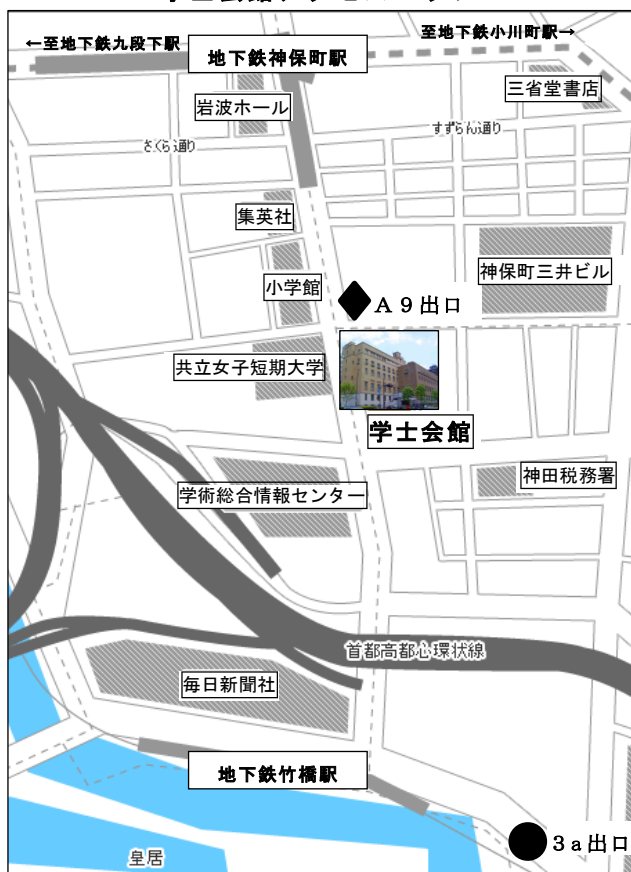 ←至地下鉄九段下駅
至地下鉄小川町駅→
地下鉄神保町駅
三省堂書店
岩波ホール
すずらん通り
さくら通り
集英社
神保町三井ビル
小学館
A9出口
共立女子短期大学
学士会館
神田税務署
学術総合情報センター
首都高都心環状線
毎日新聞社
地下鉄竹橋駅
3a出口
皇居